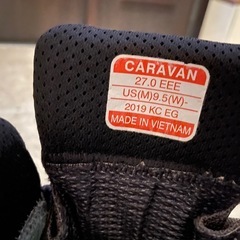 CARAVAN
27.0 EEE
US(M)9.5(W)-
2019 KC EG
MADE IN VIETNAM